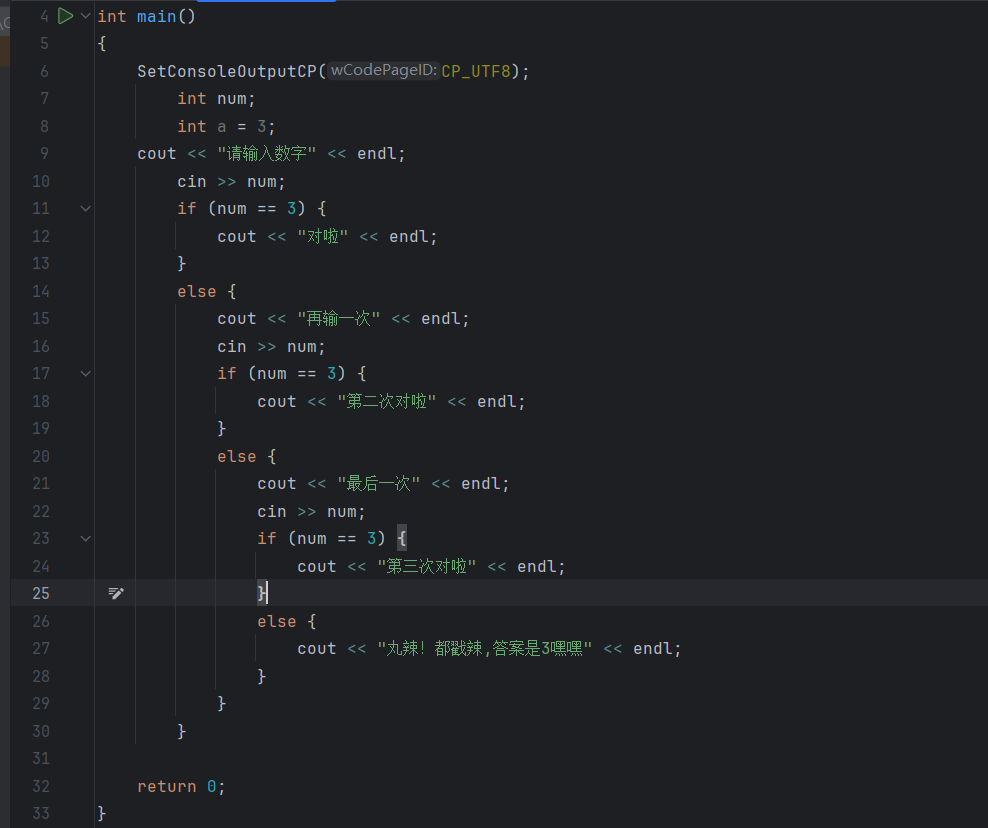 4 int main()
5 {
6 SetConsoleOutputCP( wCodePageID: CP_UTF8);
7 int num;
8 int a = 3;
9 cout << "请输入数字" << endl;
10 cin >> num;
11 if (num == 3) {
12 cout << "对啦" << endl;
13 }
14 else {
15 cout << "再输一次" << endl;
16 cin >> num;
17 if (num == 3) {
18 cout << "第二次对啦" << endl;
19 }
20 else {
21 cout << "最后一次" << endl;
22 cin >> num;
23 if (num == 3) {
24 cout << "第三次对啦" << endl;
25 }
26 else {
27 cout << "丸辣! 都戳辣,答案是3嘿嘿" << endl;
28 }
29 }
30 }
31
32 return 0;
33 }